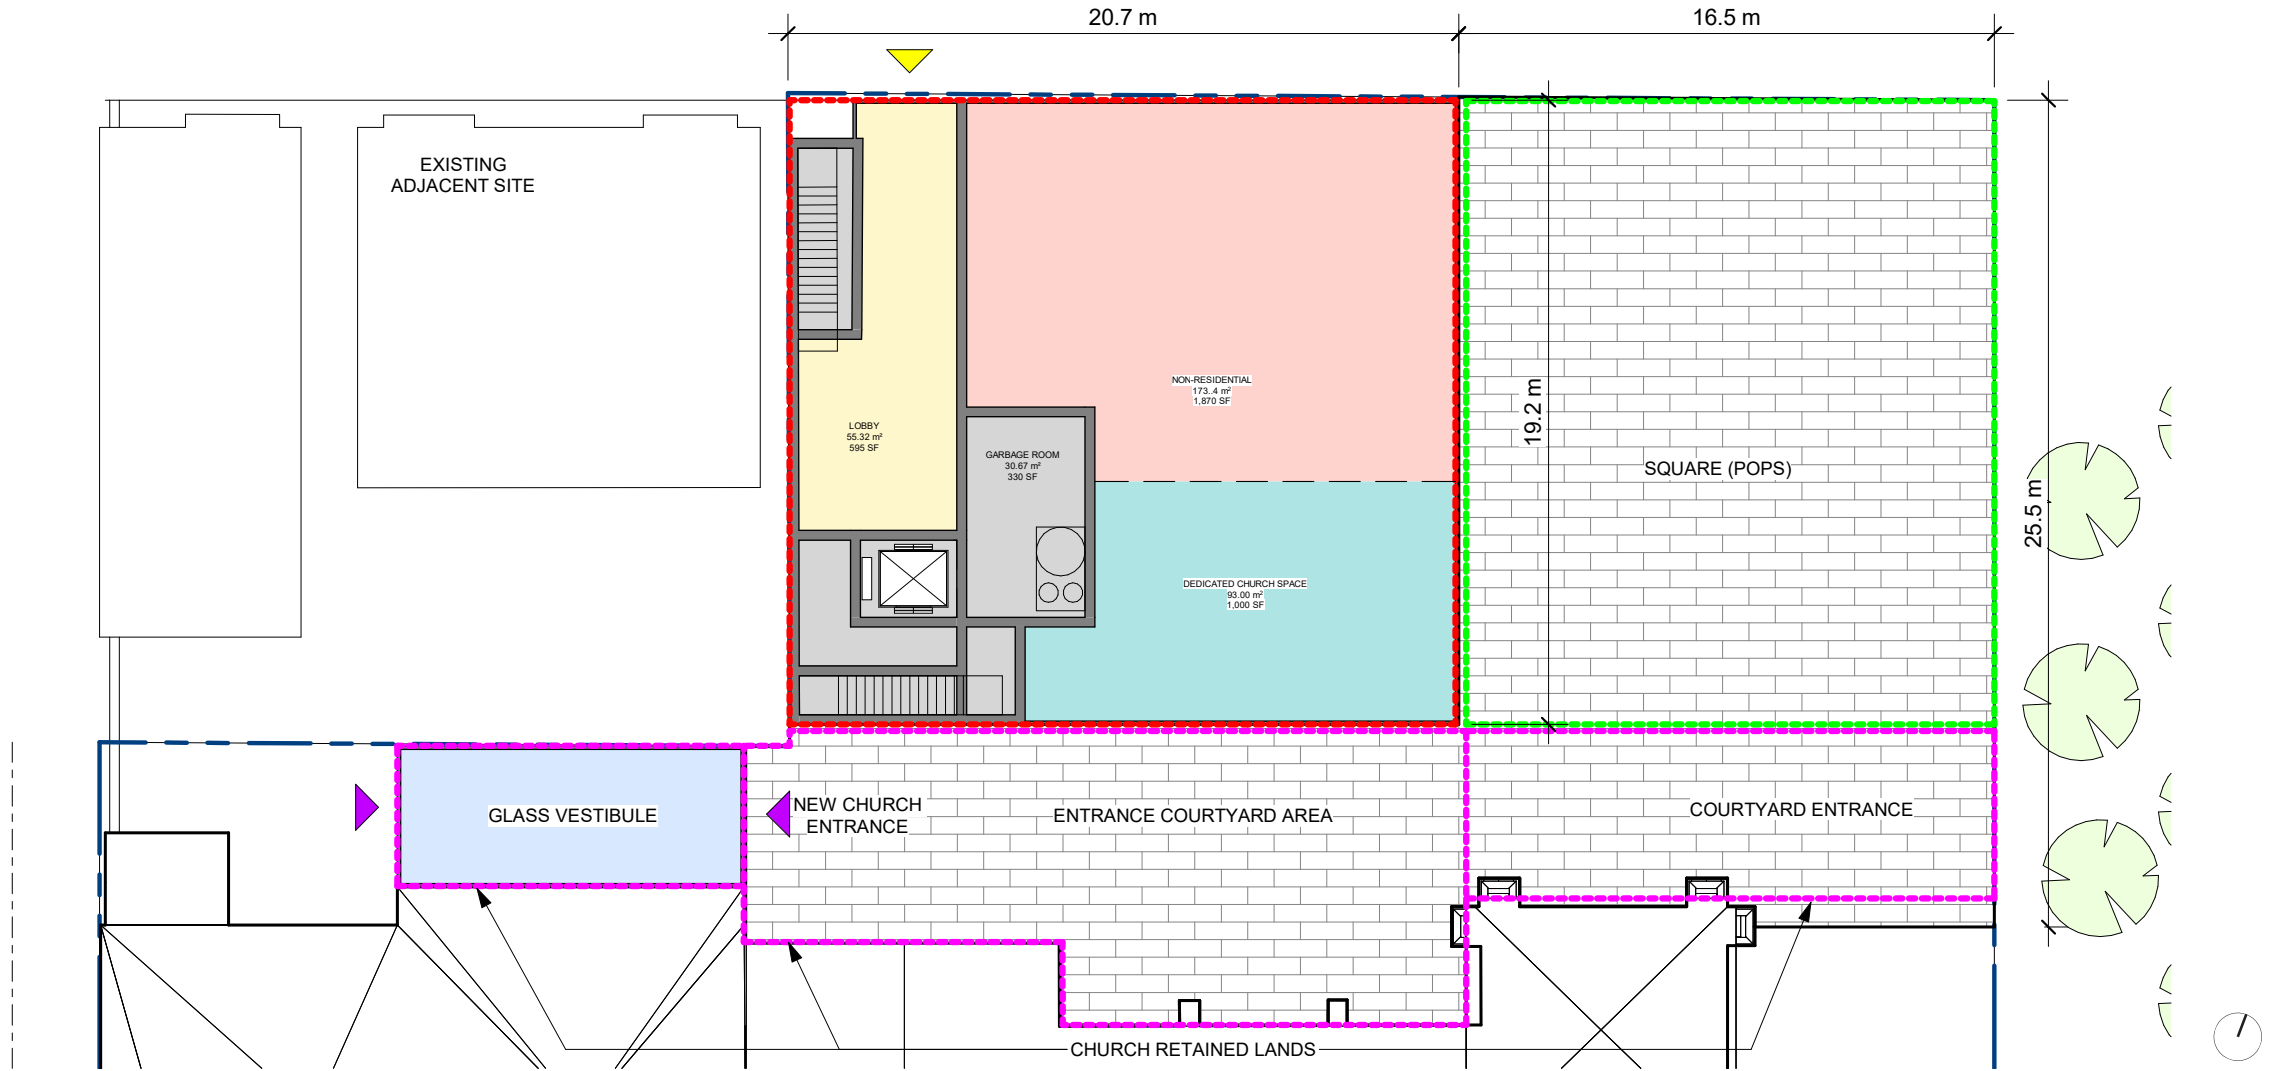 20.7 m
16.5 m
EXISTING
ADJACENT SITE
NON-RESIDENTIAL
173..4 m²
1,870 SF
19.2 m
LOBBY
55.32 m²
595 SF
GARBAGE ROOM
30.67 m²
330 SF
SQUARE (POPS)
25.5 m
DEDICATED CHURCH SPACE
93.00 m²
1,000 SF
GLASS VESTIBULE
NEW CHURCH
ENTRANCE
ENTRANCE COURTYARD AREA
COURTYARD ENTRANCE
CHURCH RETAINED LANDS